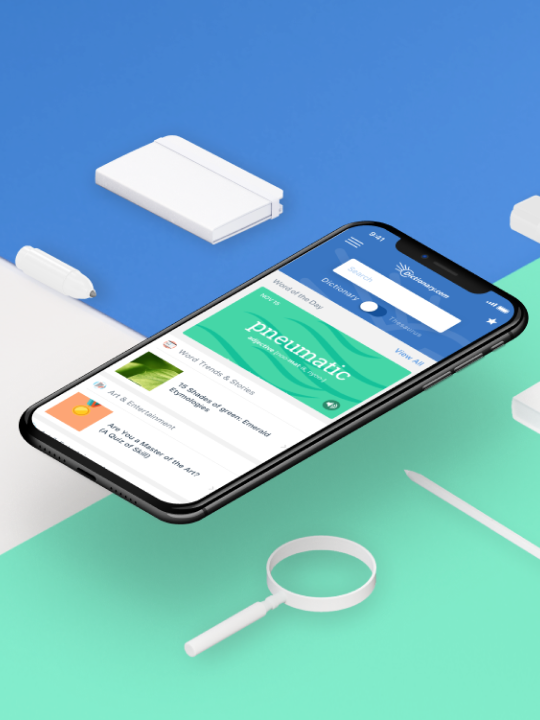 9:41
Dictionary.com
Search
Dictionary
Thesaurus
Word of the Day
View All
NOV 15
pneumatic
adjective
Word Trends & Stories
15 Shades of green: Emerald
Etymologies
Art & Entertainment
Are You a Master of the Art?
(A Quiz of Skill)